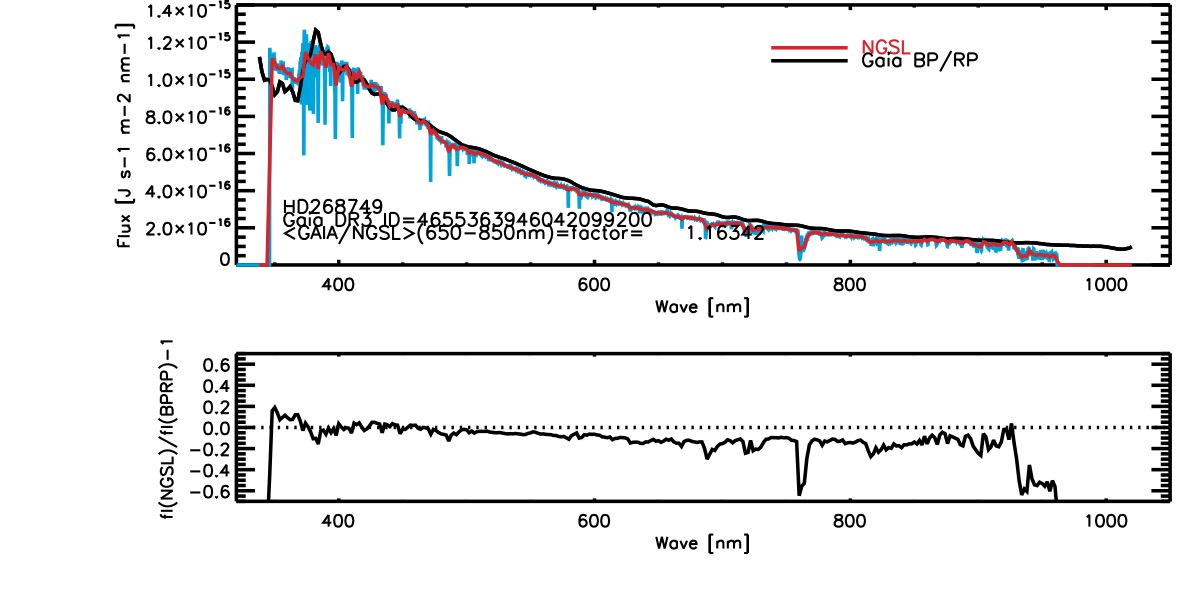 1.4×10−15
1.2×10−15
1.0×10−15
8.0×10−16
6.0×10−16
4.0×10−16
2.0×10−16
0
Flux [J s−1 m−2 nm−1]
NGSL
Gaia BP/RP
HD268749
Gaia DR3 ID=4655363946042099200
<GAIA/NGSL>(650−850nm)=factor= 1.16342
400 600 800 1000
Wave [nm]
0.6
0.4
0.2
0.0
−0.2
−0.4
−0.6
fl(NGSL)/fl(BPRP)−1
400 600 800 1000
Wave [nm]